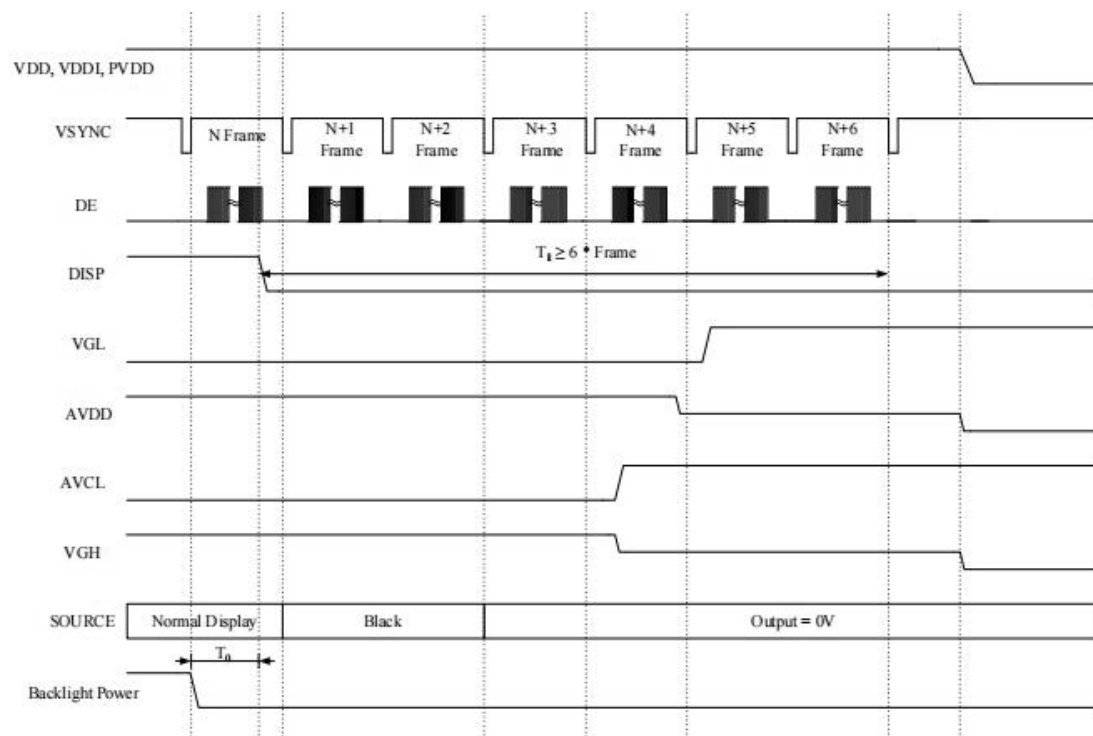 VDD, VDDI, PVDD
VSYNC
N Frame
N+1
Frame
N+2
Frame
N+3
Frame
N+4
Frame
N+5
Frame
N+6
Frame
DE
T₁ ≥ 6 * Frame
DISP
VGL
AVDD
AVCL
VGH
SOURCE
Normal Display
Black
Output = 0V
T₀
Backlight Power